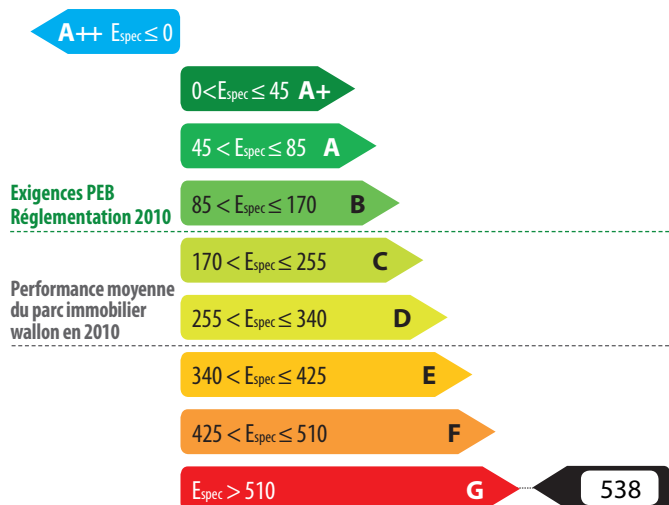 A++ Espec ≤ 0
0<Espec ≤ 45 A+
45 < Espec ≤ 85 A
Exigences PEB
Réglementation 2010
85 < Espec ≤ 170 B
170 < Espec ≤ 255 C
Performance moyenne
du parc immobilier
wallon en 2010
255 < Espec ≤ 340 D
340 < Espec ≤ 425 E
425 < Espec ≤ 510 F
Espec > 510 G 538